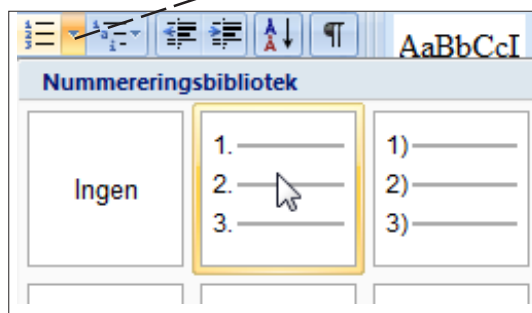 AaBbCcI
Nummereringsbibliotek
Ingen
1.
2.
3.
1)
2)
3)